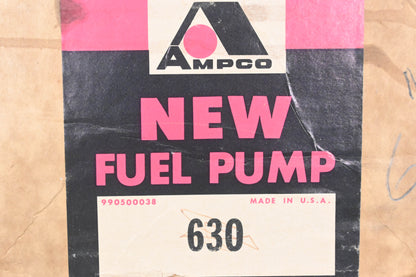 AMPCO
NEW
FUEL PUMP
990500038 MADE IN U.S.A.
630